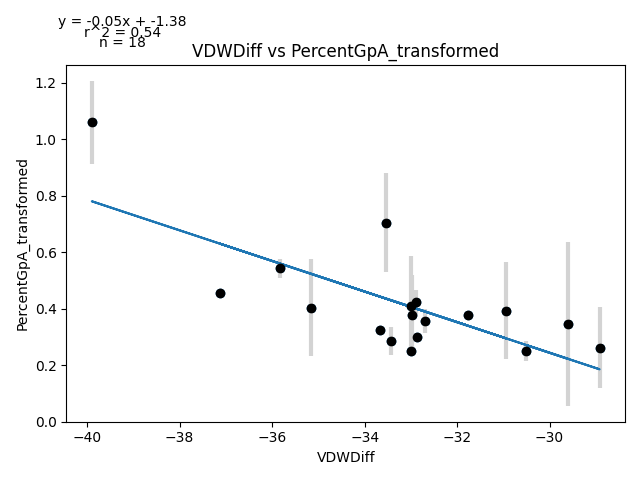 y = -0.05x + -1.38
r^2 = 0.54
n = 18
VDWDiff vs PercentGpA_transformed
1.2
1.0
0.8
0.6
0.4
0.2
0.0
PercentGpA_transformed
−40
−38
−36
−34
−32
−30
VDWDiff